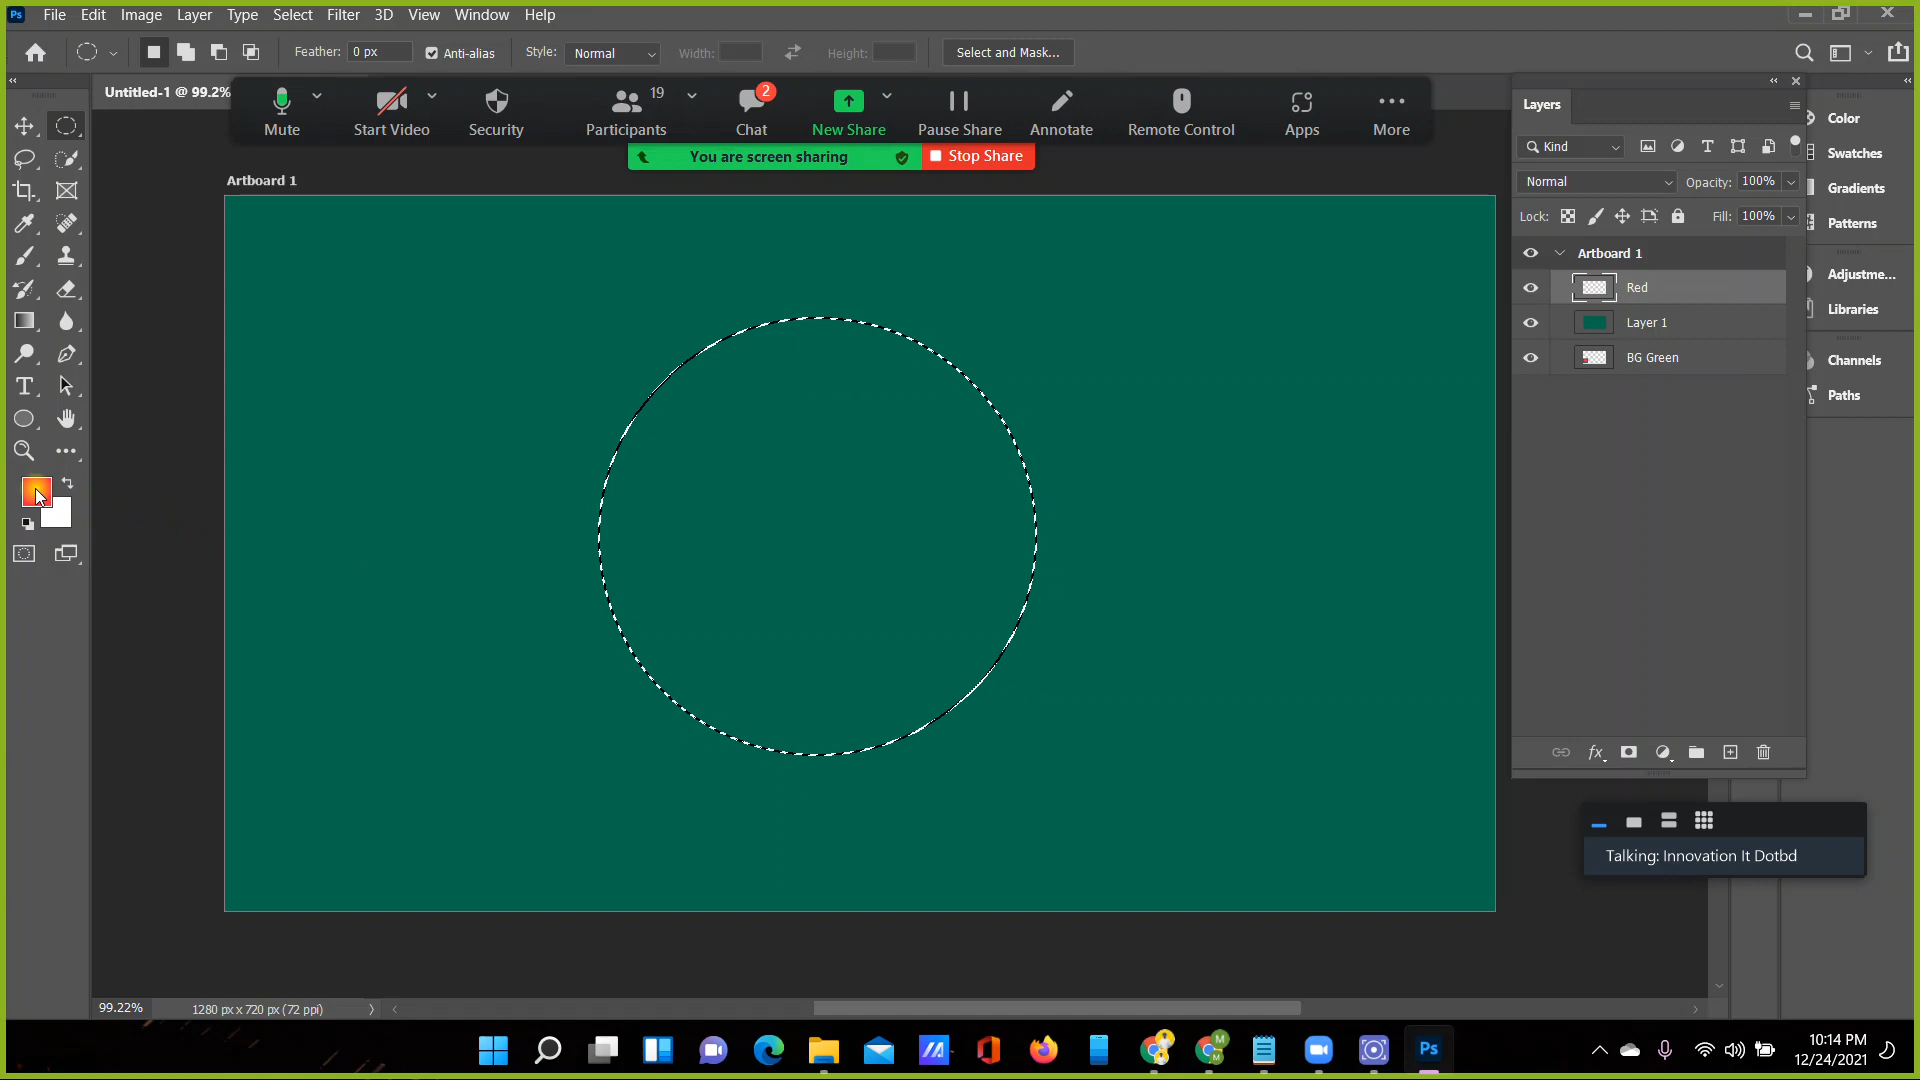 Ps File Edit Image Layer Type Select Filter 3D View Window Help
Feather: 0 px Anti-alias Style: Normal Width: Height: Select and Mask...
Untitled-1 @ 99.2%
19 2
Mute Start Video Security Participants Chat New Share Pause Share Annotate Remote Control Apps More
You are screen sharing Stop Share
Artboard 1
Layers
Kind
Normal Opacity: 100%
Lock: Fill: 100%
Artboard 1
Red
Layer 1
BG Green
Color
Swatches
Gradients
Patterns
Adjustme...
Libraries
Channels
Paths
Talking: Innovation It Dotbd
99.22% 1280 px x 720 px (72 ppi)
Ps
10:14 PM
12/24/2021